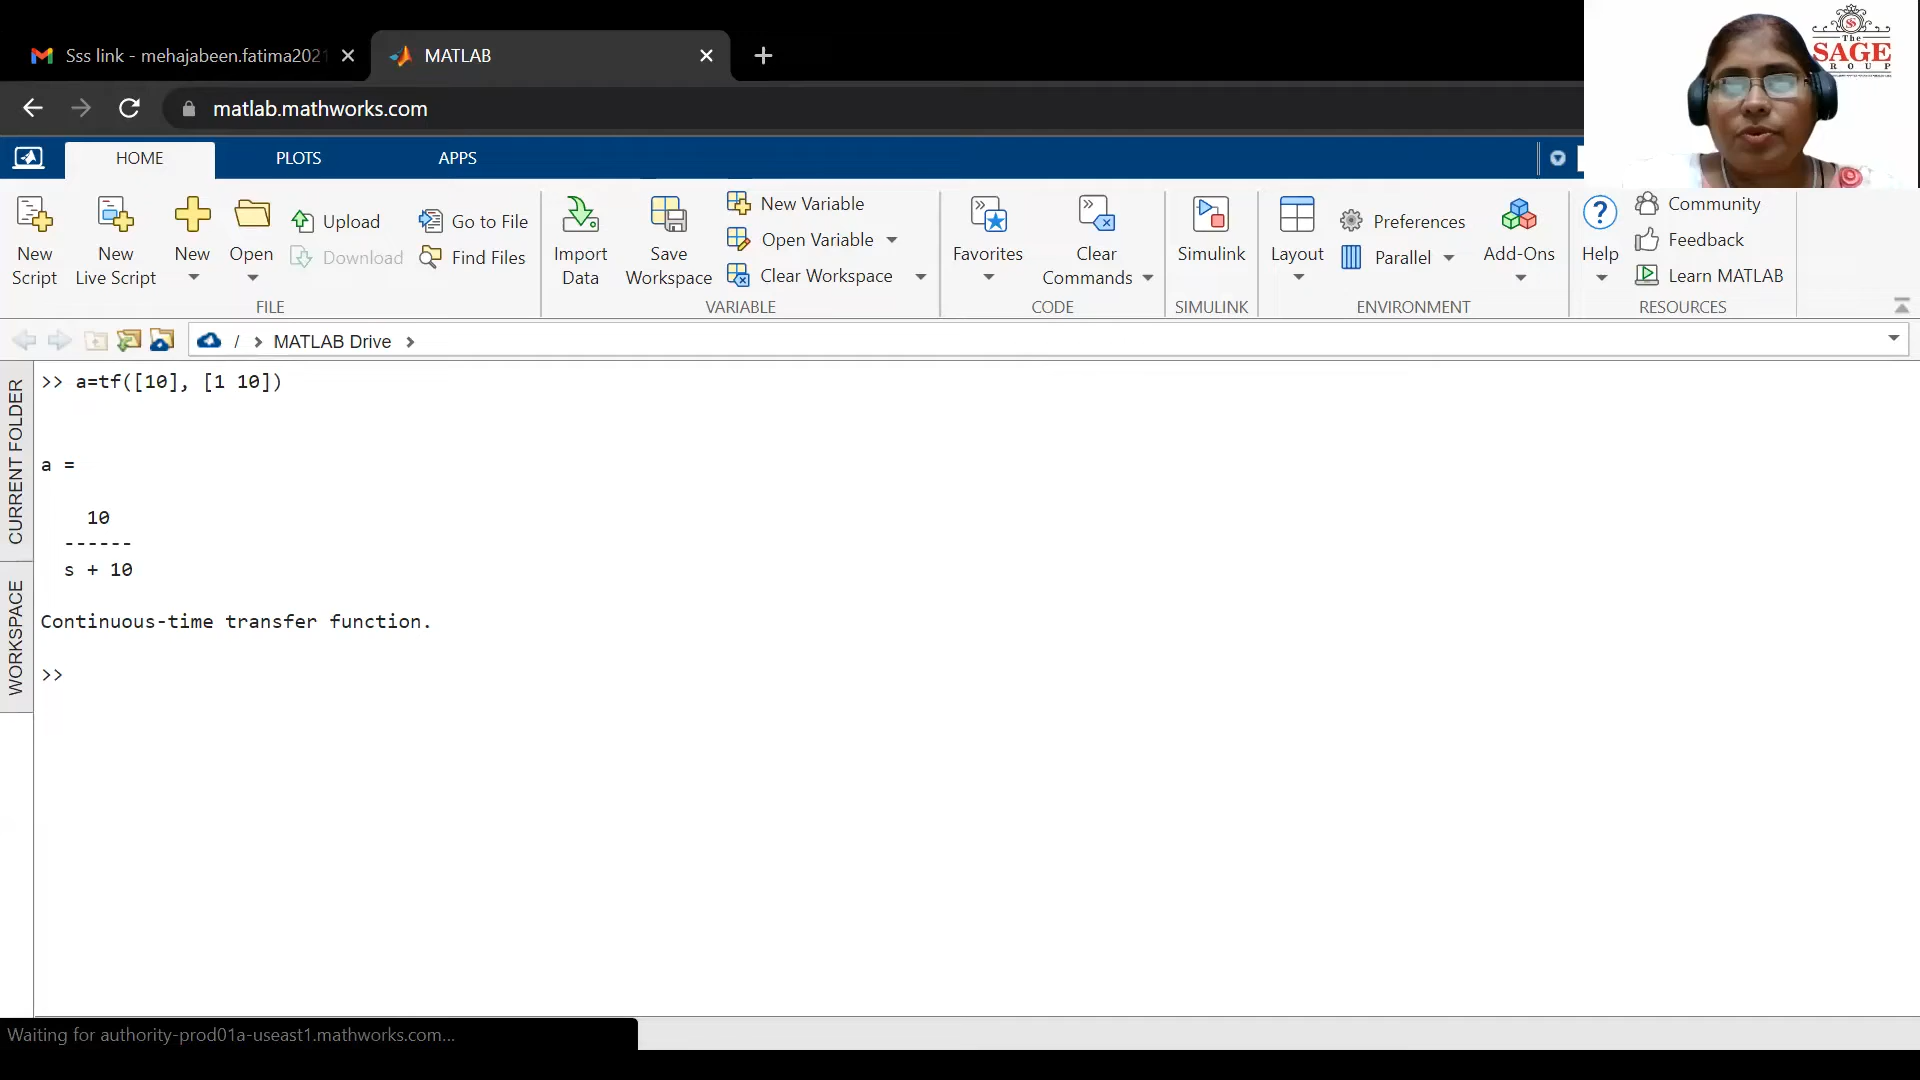 Sss link - mehajabeen.fatima2021
MATLAB
matlab.mathworks.com
The
SAGE
GROUP
HOME
PLOTS
APPS
New Script
New Live Script
New
Open
Upload
Download
Go to File
Find Files
FILE
Import Data
Save Workspace
New Variable
Open Variable
Clear Workspace
VARIABLE
Favorites
Clear Commands
CODE
Simulink
SIMULINK
Layout
Preferences
Parallel
Add-Ons
ENVIRONMENT
Help
Community
Feedback
Learn MATLAB
RESOURCES
/ > MATLAB Drive >
CURRENT FOLDER
WORKSPACE
>> a=tf([10], [1 10])
a =
10
------
s + 10
Continuous-time transfer function.
>>
Waiting for authority-prod01a-useast1.mathworks.com...